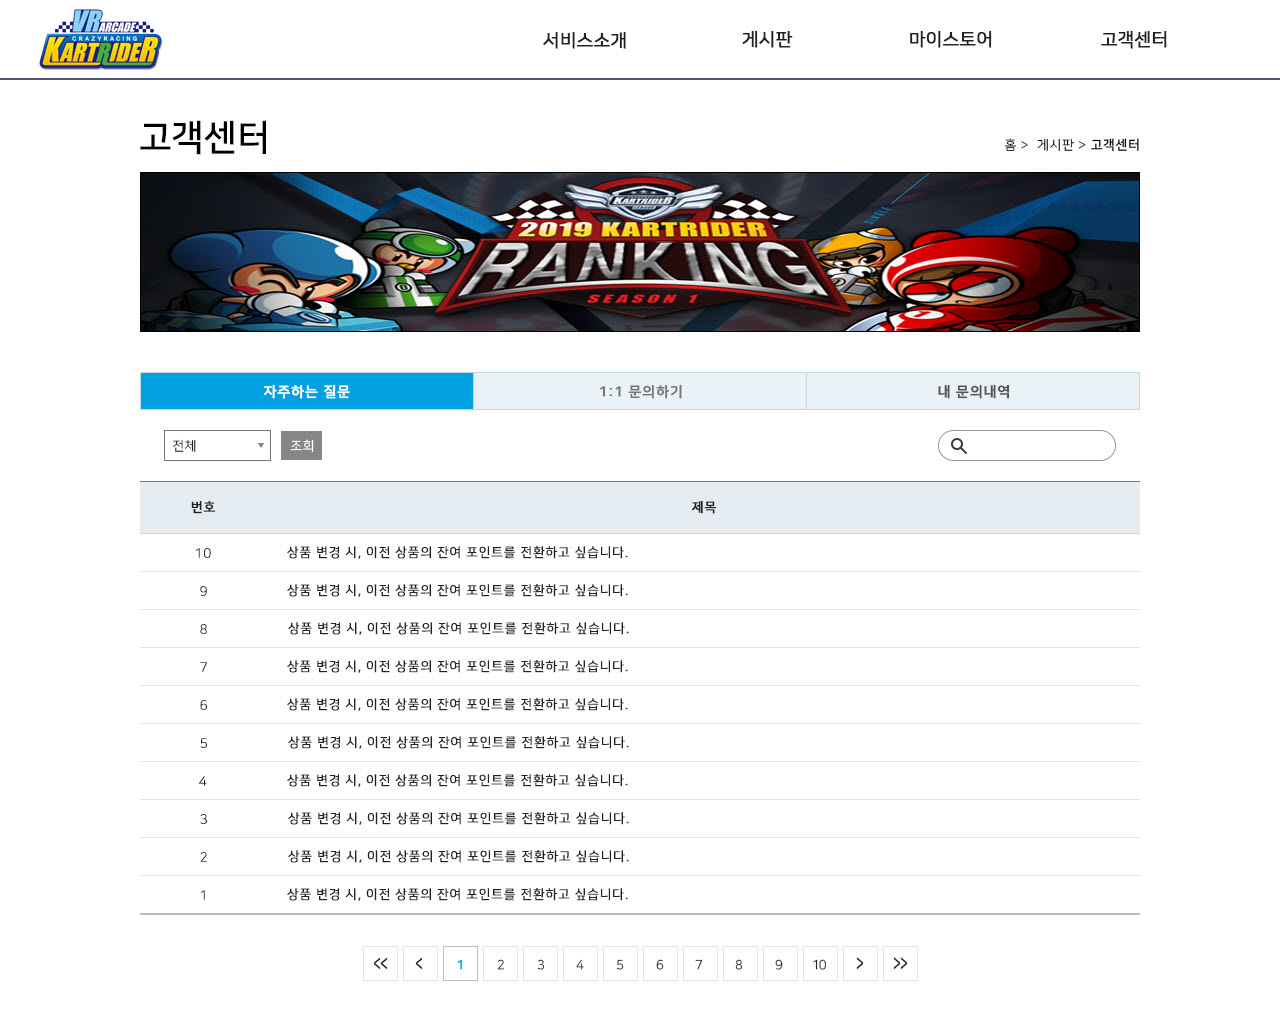 VR ARCADE
CRAZYRACING
KARTRIDER
서비스소개 게시판 마이스토어 고객센터
고객센터
홈 > 게시판 > 고객센터
KARTRIDER
LEAGUE
2019 KARTRIDER
RANKING
SEASON 1
SINGLE
자주하는 질문 1:1 문의하기 내 문의내역
전체 조회
번호 제목
10 상품 변경 시, 이전 상품의 잔여 포인트를 전환하고 싶습니다.
9 상품 변경 시, 이전 상품의 잔여 포인트를 전환하고 싶습니다.
8 상품 변경 시, 이전 상품의 잔여 포인트를 전환하고 싶습니다.
7 상품 변경 시, 이전 상품의 잔여 포인트를 전환하고 싶습니다.
6 상품 변경 시, 이전 상품의 잔여 포인트를 전환하고 싶습니다.
5 상품 변경 시, 이전 상품의 잔여 포인트를 전환하고 싶습니다.
4 상품 변경 시, 이전 상품의 잔여 포인트를 전환하고 싶습니다.
3 상품 변경 시, 이전 상품의 잔여 포인트를 전환하고 싶습니다.
2 상품 변경 시, 이전 상품의 잔여 포인트를 전환하고 싶습니다.
1 상품 변경 시, 이전 상품의 잔여 포인트를 전환하고 싶습니다.
<< < 1 2 3 4 5 6 7 8 9 10 > >>